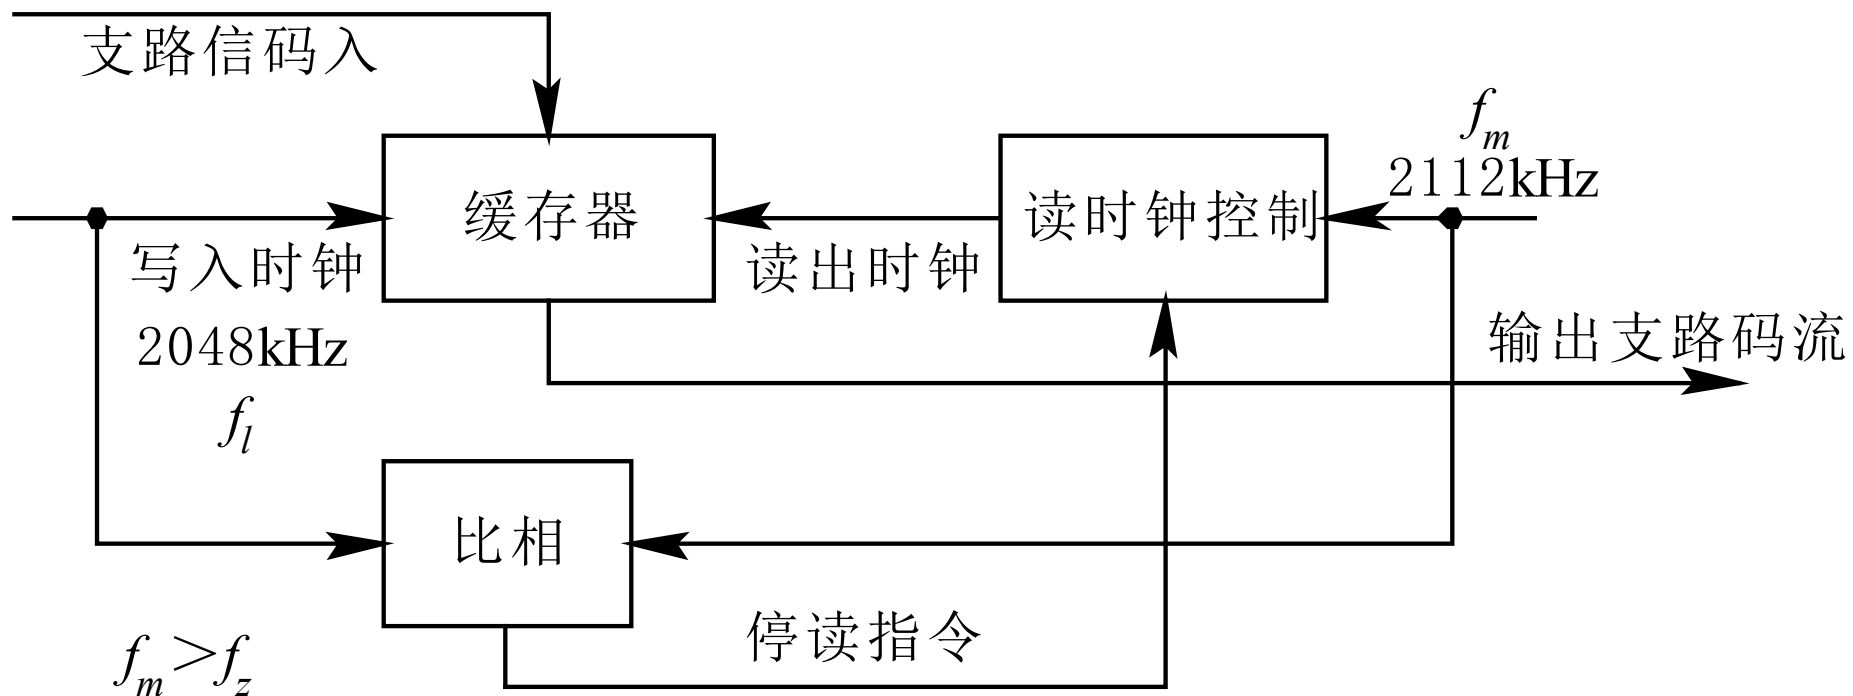 支路信码入
f_m
2112kHz
缓存器
读时钟控制
写入时钟
读出时钟
2048kHz
输出支路码流
f_l
比相
停读指令
f_m>f_z